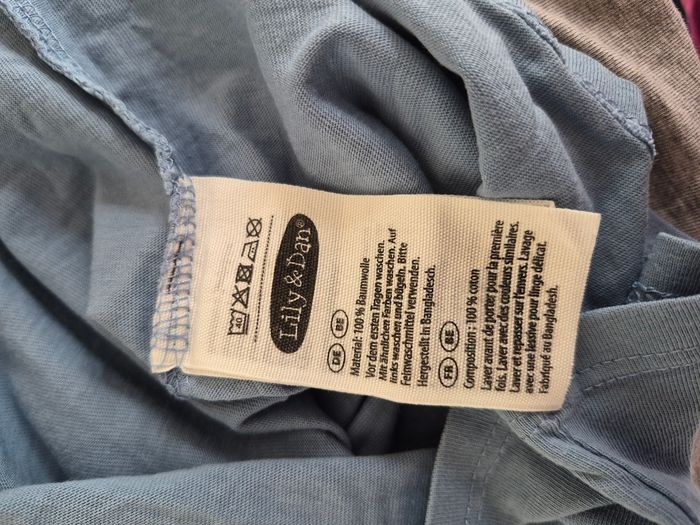 40
Lily & Dan®
DE BE
Material: 100 % Baumwolle
Vor dem ersten Tragen waschen.
Mit ähnlichen Farben waschen. Auf
links waschen und bügeln. Bitte
Feinwaschmittel verwenden.
Hergestellt in Bangladesch.
FR BE
Composition : 100 % coton
Laver avant de porter pour la première
fois. Laver avec des couleurs similaires.
Laver et repasser sur l'envers. Lavage
avec une lessive pour linge délicat.
Fabriqué au Bangladesh.